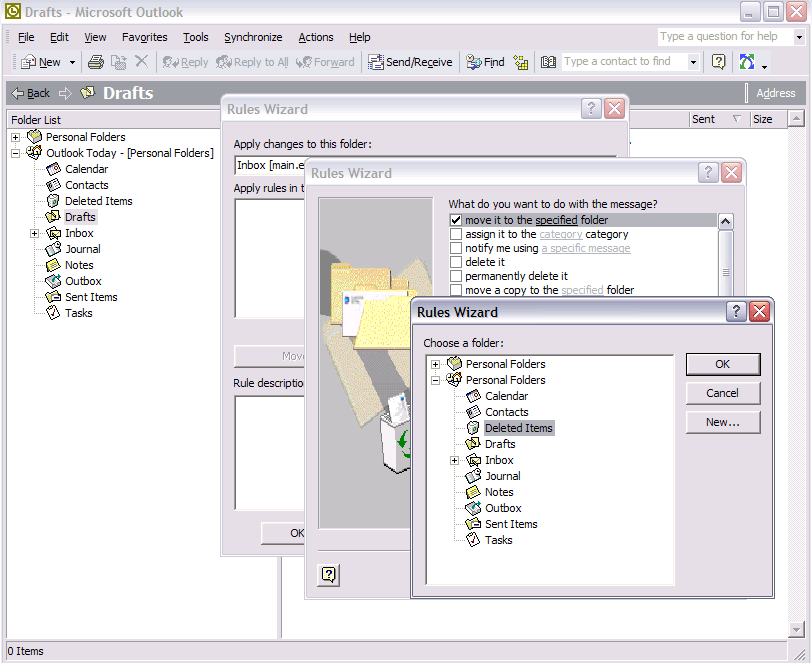 Drafts - Microsoft Outlook
File Edit View Favorites Tools Synchronize Actions Help
Type a question for help
New Reply Reply to All Forward Send/Receive Find Type a contact to find
Back Drafts Address
Folder List
Sent Size
Personal Folders
Outlook Today - [Personal Folders]
Calendar
Contacts
Deleted Items
Drafts
Inbox
Journal
Notes
Outbox
Sent Items
Tasks
Rules Wizard
Apply changes to this folder:
Inbox [main.e
Apply rules in t
Move
Rule descriptio
OK
Rules Wizard
What do you want to do with the message?
move it to the specified folder
assign it to the category category
notify me using a specific message
delete it
permanently delete it
move a copy to the specified folder
Rules Wizard
Choose a folder:
Personal Folders
Personal Folders
Calendar
Contacts
Deleted Items
Drafts
Inbox
Journal
Notes
Outbox
Sent Items
Tasks
OK
Cancel
New...
0 Items